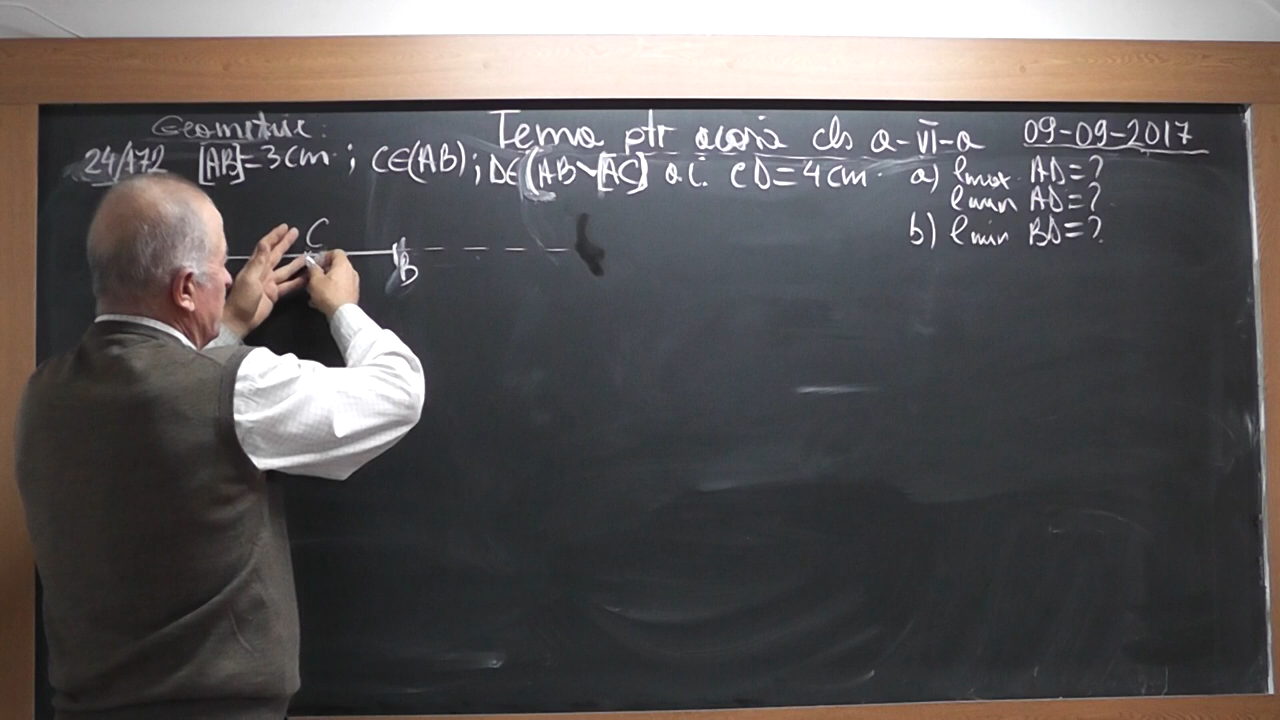 Geometrie: Tema ptr acasă cls a-VI-a 09-09-2017
24/172 [AB]=3cm; C∈(AB); D∈(AB\[AC] a.î. CD=4cm a) lmax AD=?
lmin AD=?
b) lmin BD=?
C
B